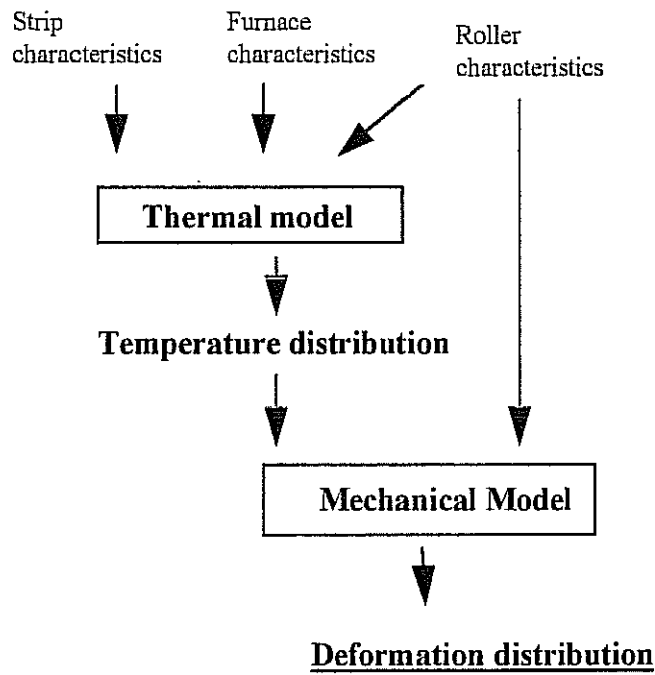 Strip
characteristics
Furnace
characteristics
Roller
characteristics
Thermal model
Temperature distribution
Mechanical Model
Deformation distribution